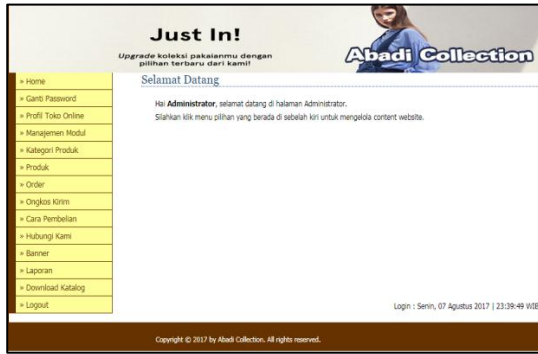 Just In!
Upgrade koleksi pakaianmu dengan
pilihan terbaru dari kami!
Abadi Collection
» Home
» Ganti Password
» Profil Toko Online
» Manajemen Modul
» Kategori Produk
» Produk
» Order
» Ongkos Kirim
» Cara Pembelian
» Hubungi Kami
» Banner
» Laporan
» Download Katalog
» Logout
Selamat Datang
Hai Administrator, selamat datang di halaman Administrator.
Silahkan klik menu pilihan yang berada di sebelah kiri untuk mengelola content website.
Login : Senin, 07 Agustus 2017 | 23:39:49 WIB
Copyright © 2017 by Abadi Collection. All rights reserved.